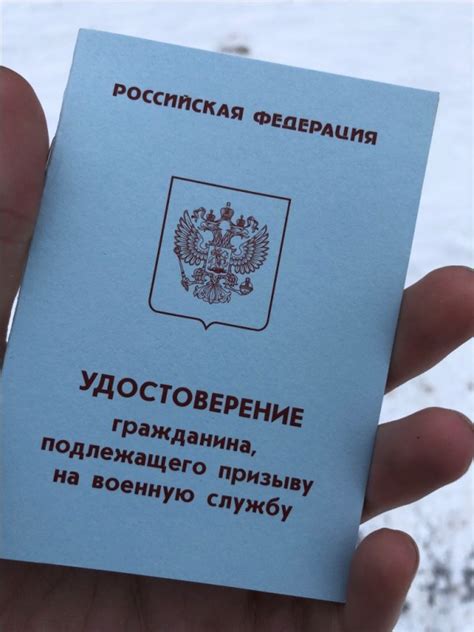 РОССИЙСКАЯ ФЕДЕРАЦИЯ
УДОСТОВЕРЕНИЕ
гражданина,
подлежащего призыву
на военную службу